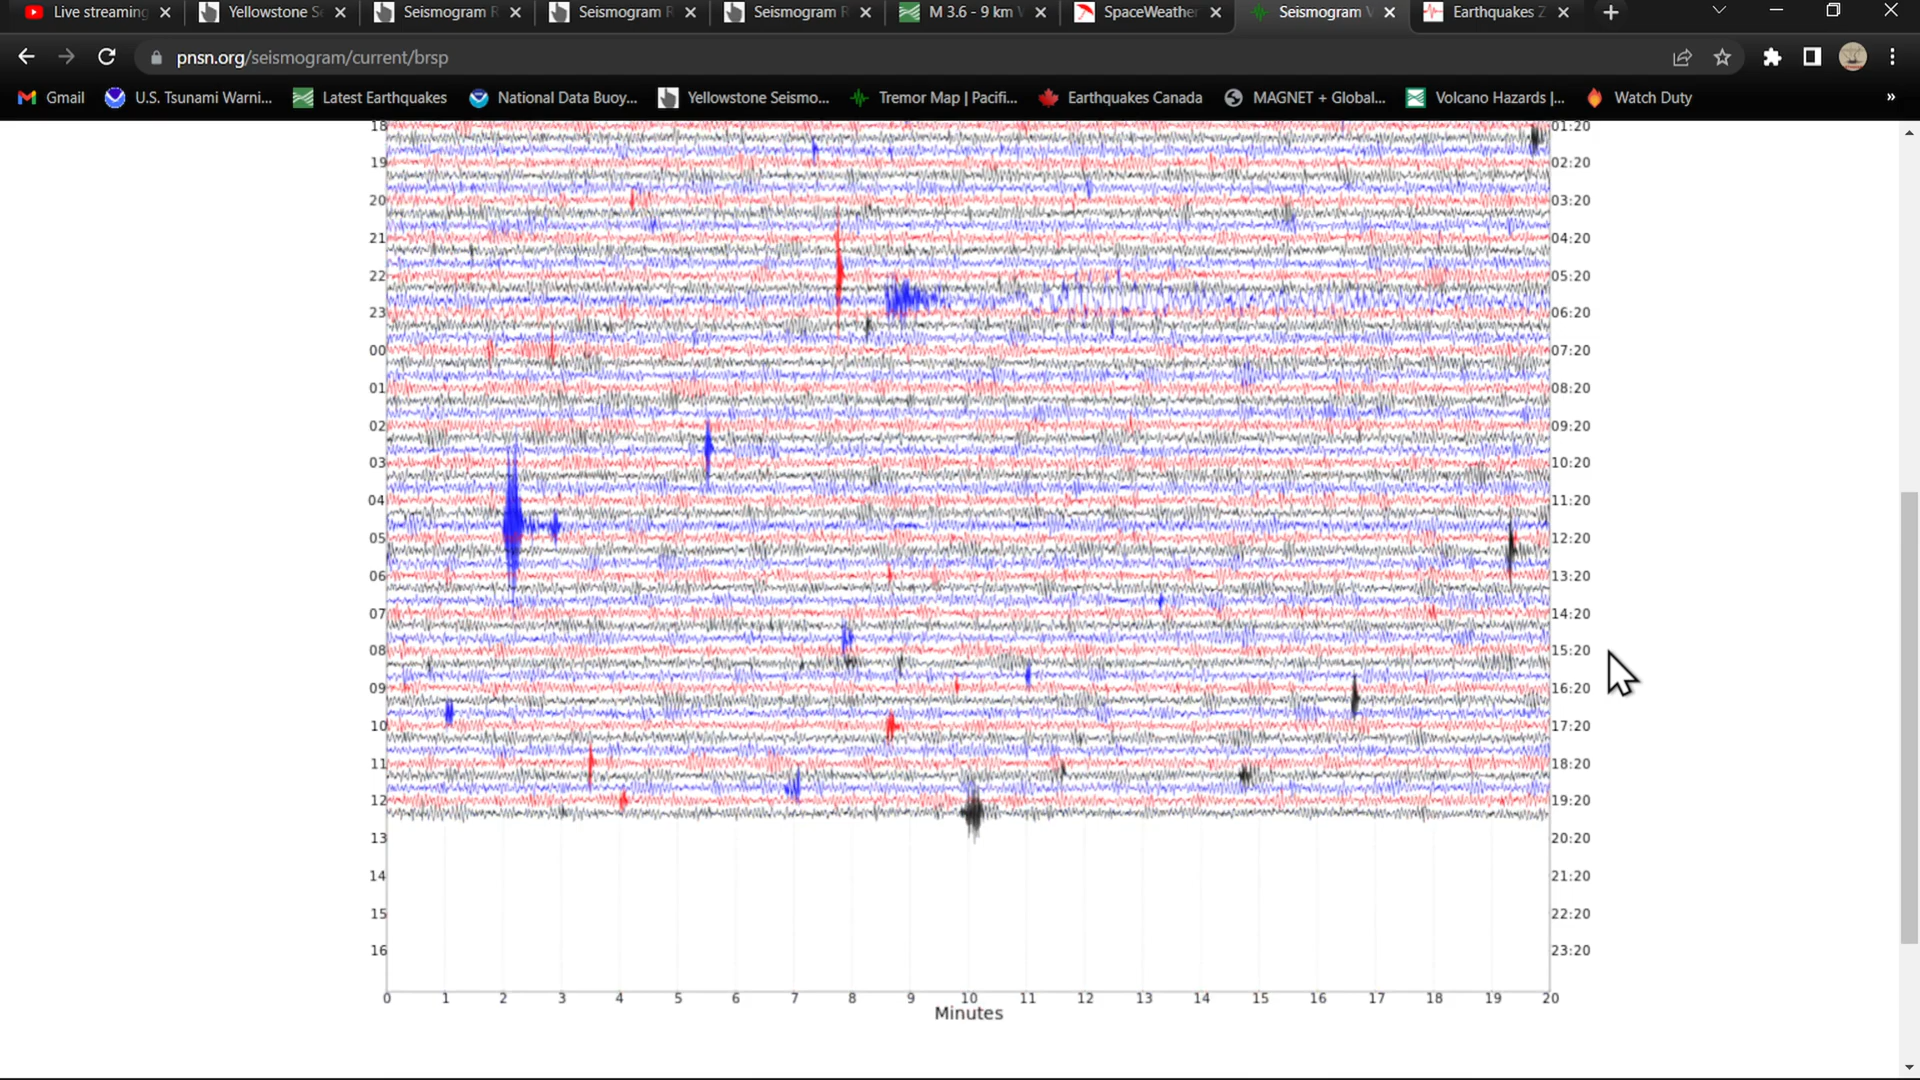 Live streaming
Yellowstone Se
Seismogram R
Seismogram R
Seismogram R
M 3.6 - 9 km V
SpaceWeather
Seismogram V
Earthquakes Z
pnsn.org/seismogram/current/brsp
Gmail
U.S. Tsunami Warni...
Latest Earthquakes
National Data Buoy...
Yellowstone Seismo...
Tremor Map | Pacifi...
Earthquakes Canada
MAGNET + Global...
Volcano Hazards |...
Watch Duty
»
18 01:20
19 02:20
20 03:20
21 04:20
22 05:20
23 06:20
00 07:20
01 08:20
02 09:20
03 10:20
04 11:20
05 12:20
06 13:20
07 14:20
08 15:20
09 16:20
10 17:20
11 18:20
12 19:20
13 20:20
14 21:20
15 22:20
16 23:20
0 1 2 3 4 5 6 7 8 9 10 11 12 13 14 15 16 17 18 19 20
Minutes